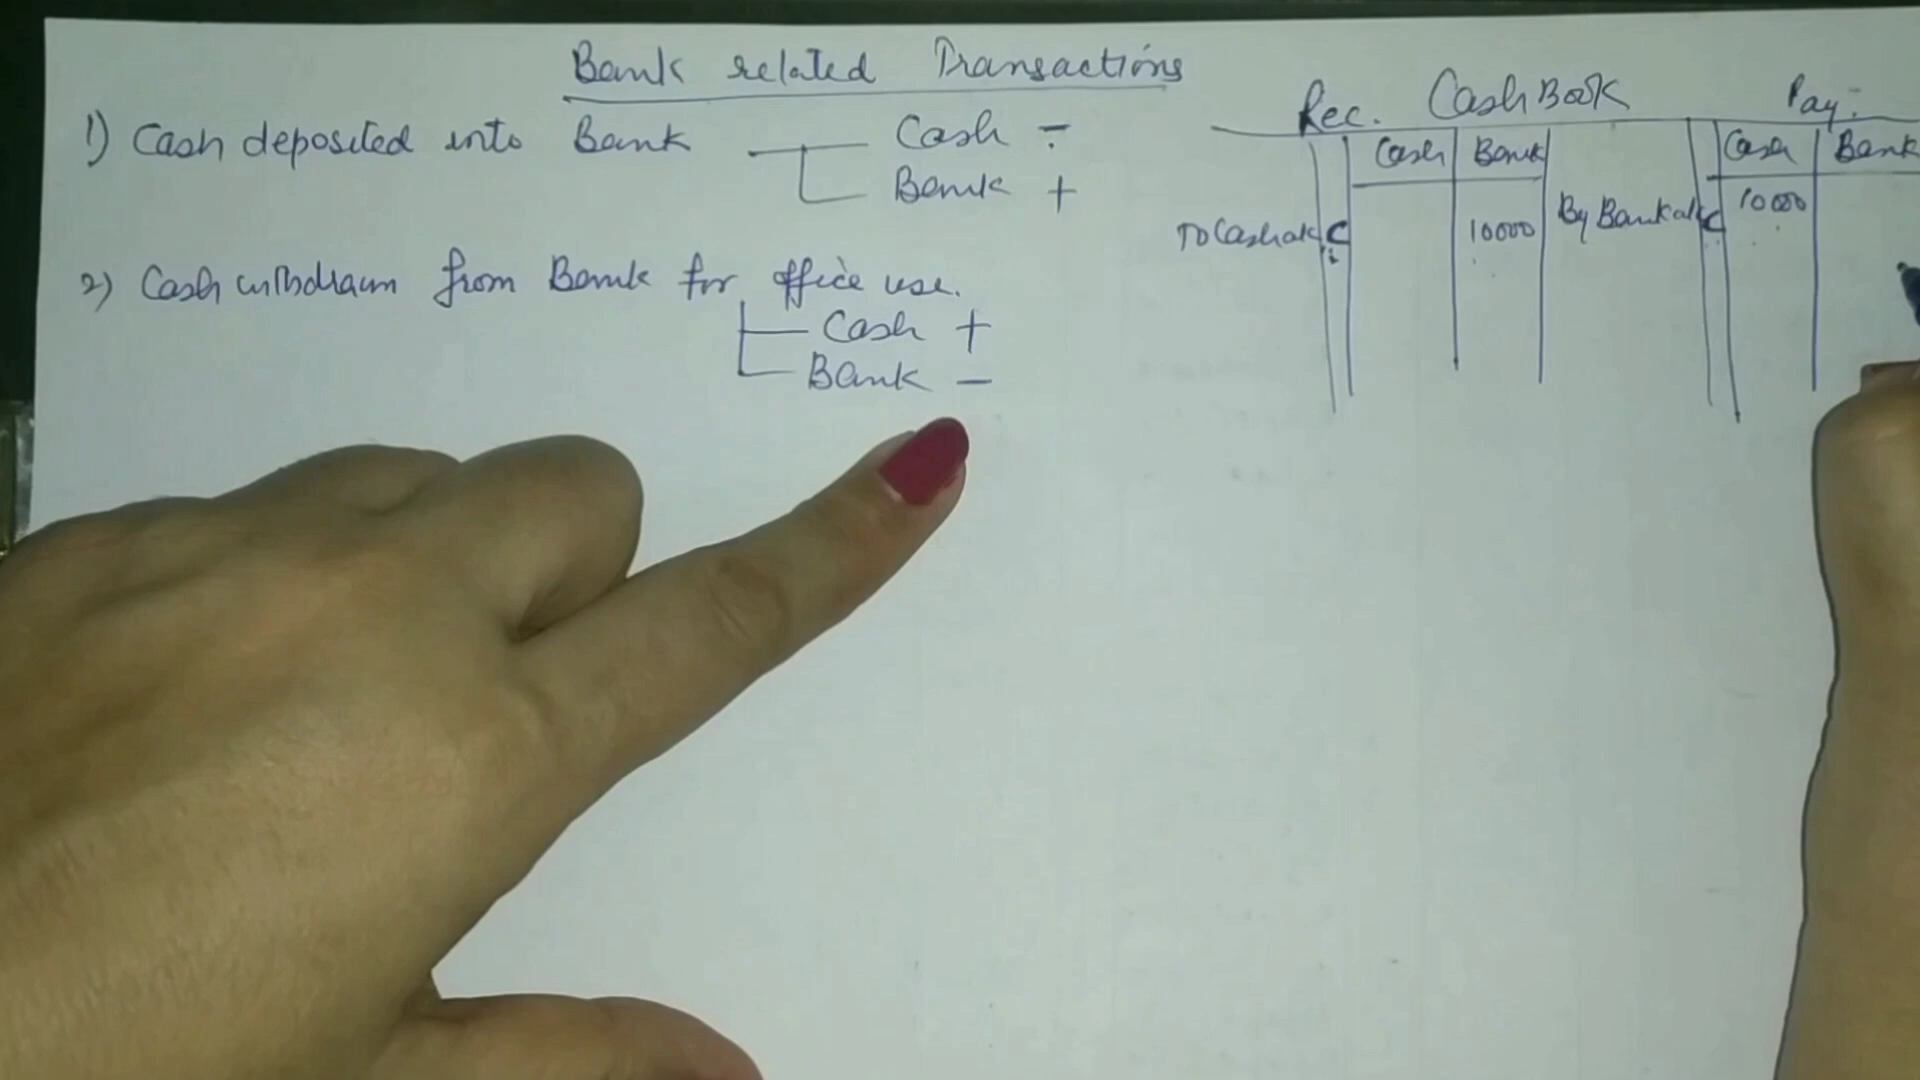 Bank related Transactions
1) Cash deposited into Bank
Cash -
Bank +
2) Cash withdrawn from Bank for office use.
Cash +
Bank -
Rec. Cash Book Pay-
Cash Bank Cash Bank
To Cash a/c C 10000 By Bank a/c C 10000